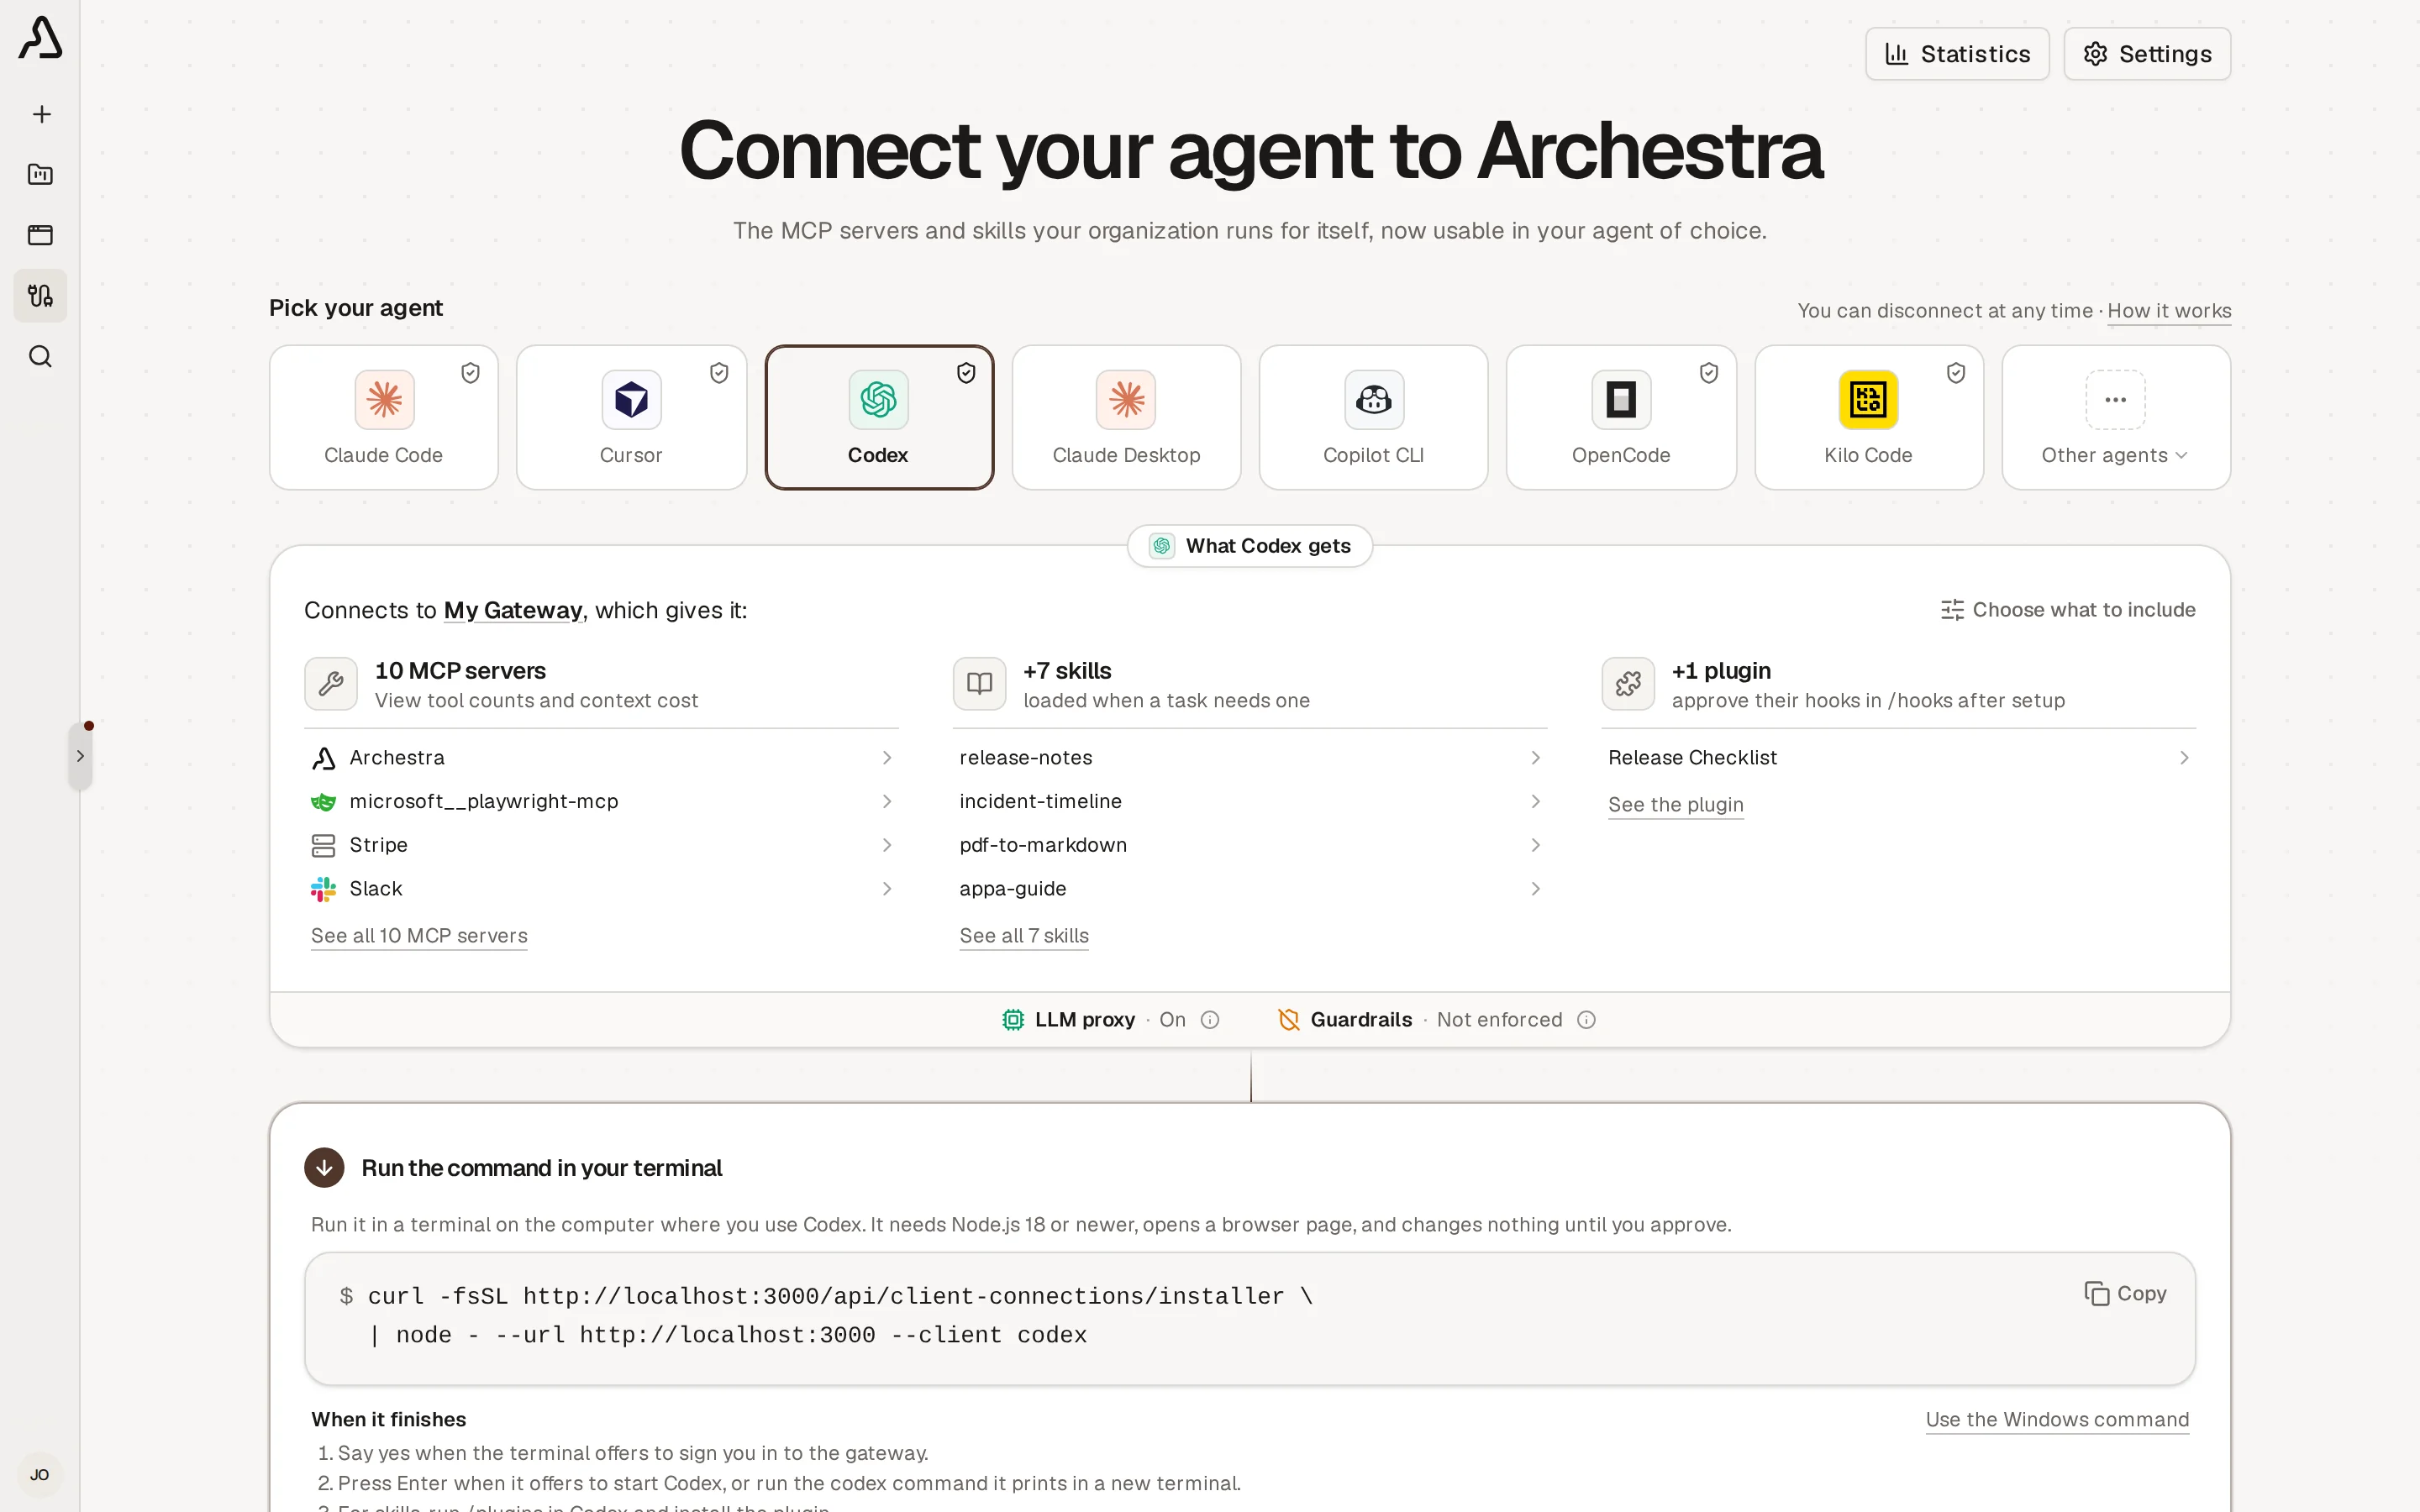 Statistics
Settings
Connect your agent to Archestra
The MCP servers and skills your organization runs for itself, now usable in your agent of choice.
Pick your agent
You can disconnect at any time · How it works
Claude Code
Cursor
Codex
Claude Desktop
Copilot CLI
OpenCode
Kilo Code
Other agents
What Codex gets
Connects to My Gateway, which gives it:
Choose what to include
10 MCP servers
View tool counts and context cost
Archestra
microsoft__playwright-mcp
Stripe
Slack
See all 10 MCP servers
+7 skills
loaded when a task needs one
release-notes
incident-timeline
pdf-to-markdown
appa-guide
See all 7 skills
+1 plugin
approve their hooks in /hooks after setup
Release Checklist
See the plugin
LLM proxy · On
Guardrails · Not enforced
Run the command in your terminal
Run it in a terminal on the computer where you use Codex. It needs Node.js 18 or newer, opens a browser page, and changes nothing until you approve.
$ curl -fsSL http://localhost:3000/api/client-connections/installer \
| node - --url http://localhost:3000 --client codex
Copy
When it finishes
Use the Windows command
1. Say yes when the terminal offers to sign you in to the gateway.
2. Press Enter when it offers to start Codex, or run the codex command it prints in a new terminal.
3. For skills, run /plugins in Codex and install the plugin.
JO